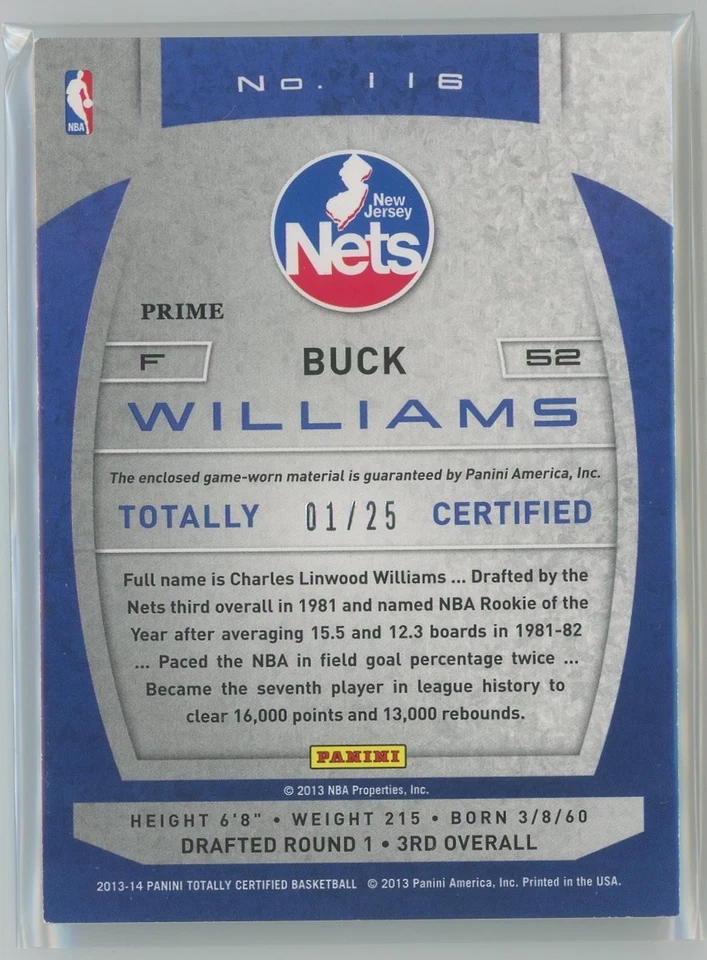 No. 116
NBA
New
Jersey
Nets
PRIME
F
BUCK
52
WILLIAMS
The enclosed game-worn material is guaranteed by Panini America, Inc.
TOTALLY 01/25 CERTIFIED
Full name is Charles Linwood Williams ... Drafted by the
Nets third overall in 1981 and named NBA Rookie of the
Year after averaging 15.5 and 12.3 boards in 1981-82
... Paced the NBA in field goal percentage twice ...
Became the seventh player in league history to
clear 16,000 points and 13,000 rebounds.
PANINI
© 2013 NBA Properties, Inc.
HEIGHT 6'8" • WEIGHT 215 • BORN 3/8/60
DRAFTED ROUND 1 • 3RD OVERALL
2013-14 PANINI TOTALLY CERTIFIED BASKETBALL © 2013 Panini America, Inc. Printed in the USA.